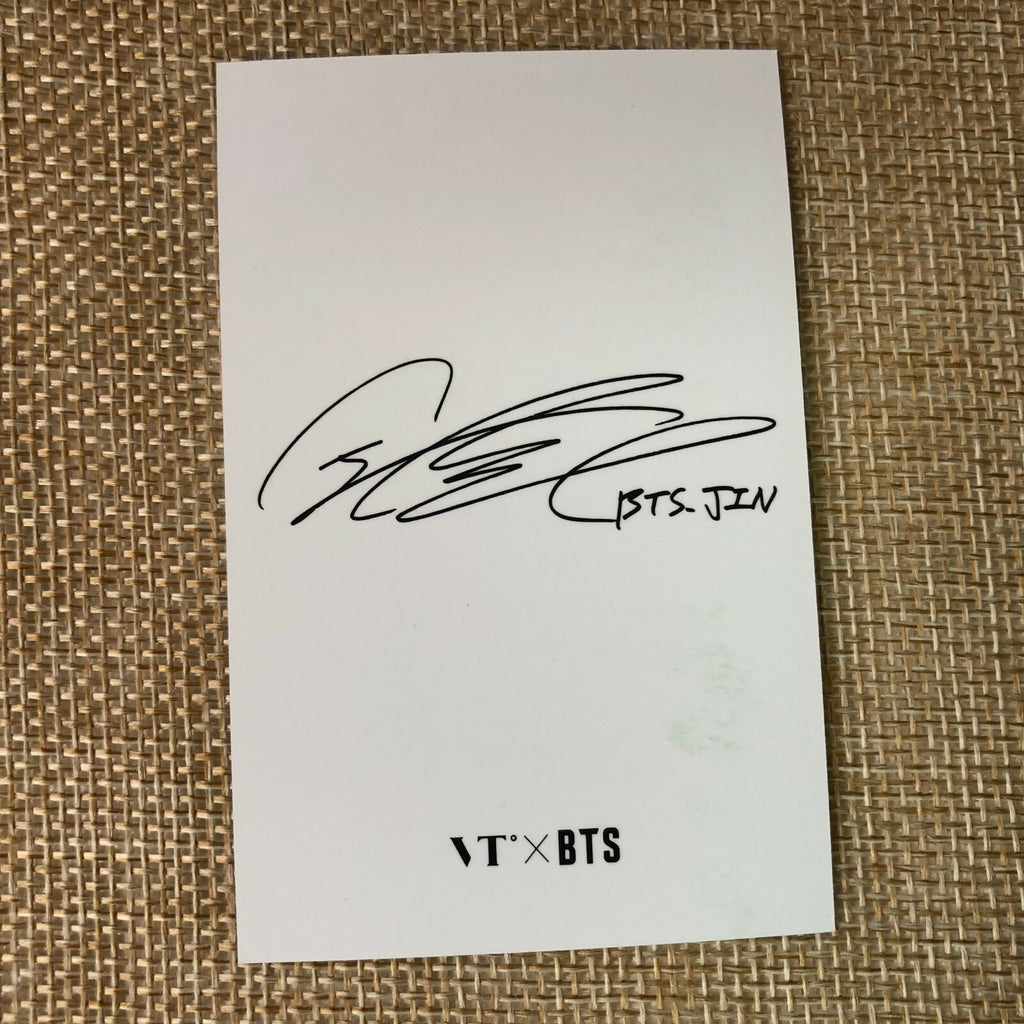 BTS. JIN
VT° × BTS